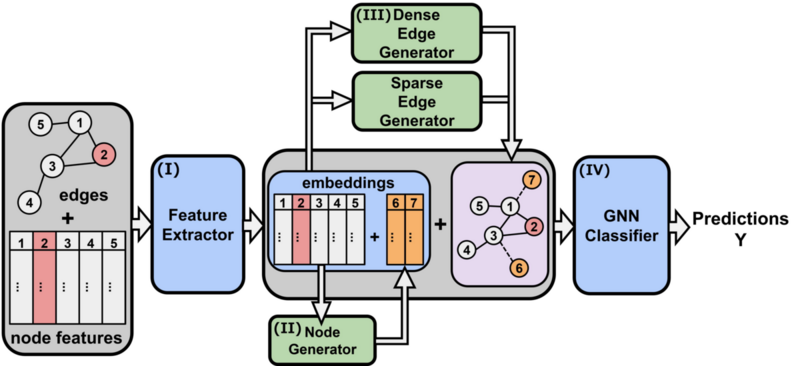 (III) Dense
Edge
Generator
Sparse
Edge
Generator
5 1
2
3
4
edges
+
1 2 3 4 5
⋮ ⋮ ⋮ ⋮ ⋮
node features
(I)
Feature
Extractor
embeddings
1 2 3 4 5 6 7
⋮ ⋮ ⋮ ⋮ ⋮ + ⋮ ⋮
+
7
5 1
2
3
4
6
(II) Node
Generator
(IV)
GNN
Classifier
Predictions
Y